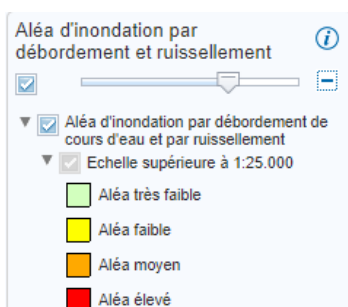 Aléa d'inondation par
débordement et ruissellement
Aléa d'inondation par débordement de
cours d'eau et par ruissellement
Echelle supérieure à 1:25.000
Aléa très faible
Aléa faible
Aléa moyen
Aléa élevé